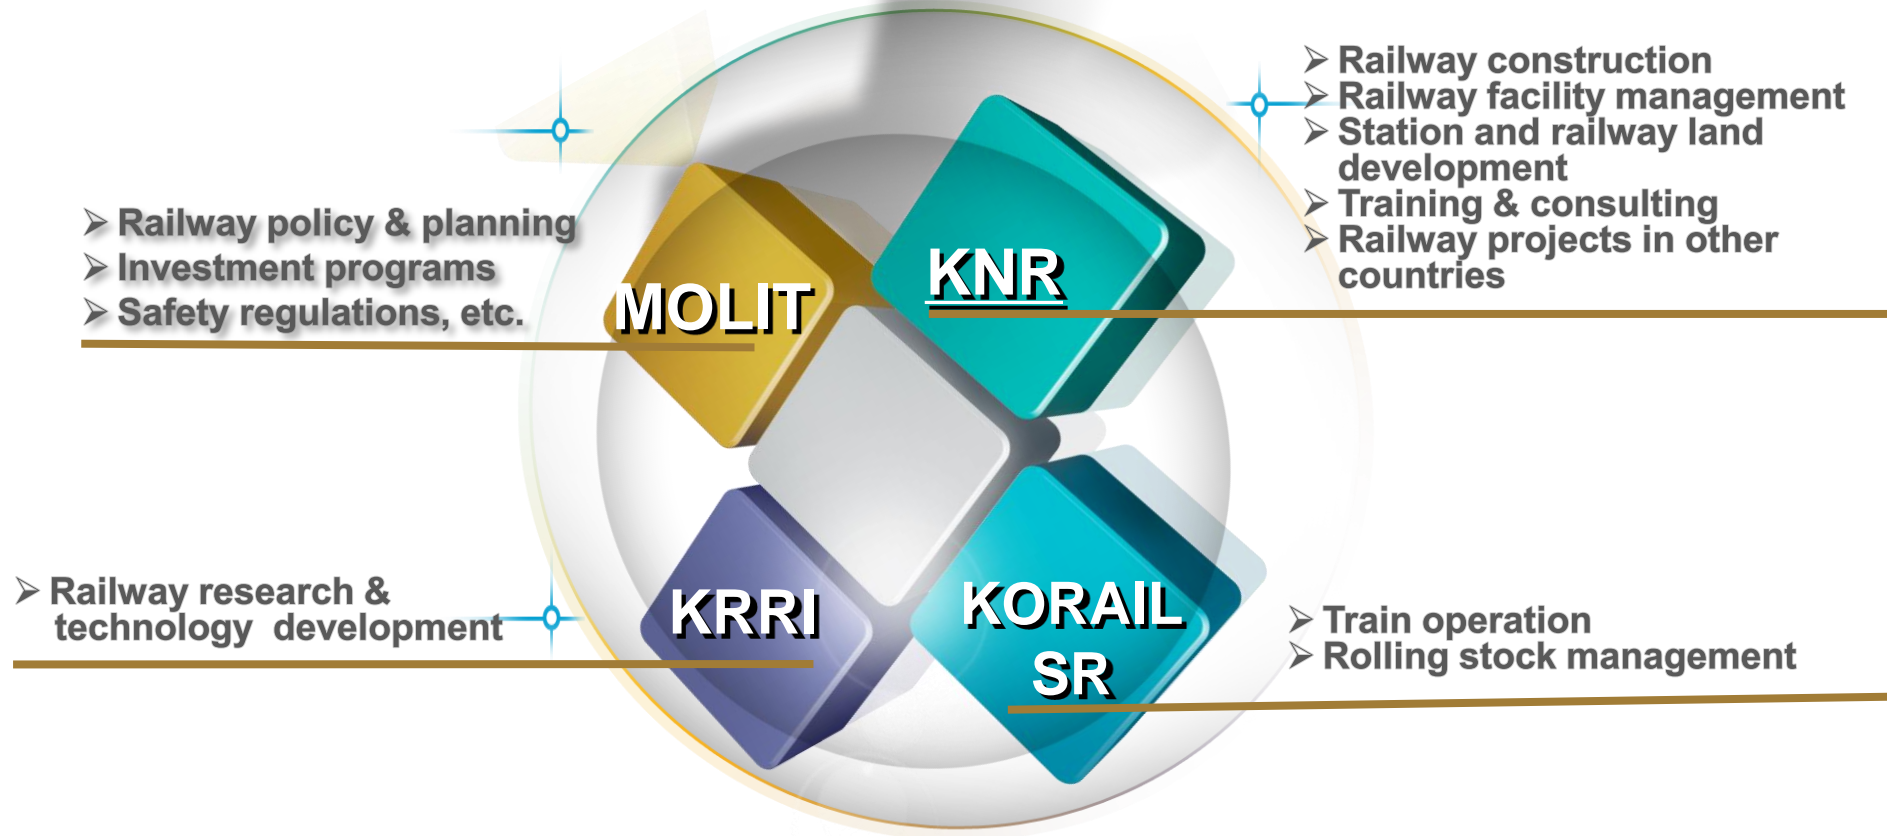 ➢ Railway policy & planning
➢ Investment programs
➢ Safety regulations, etc.
MOLIT
KNR
➢ Railway construction
➢ Railway facility management
➢ Station and railway land
development
➢ Training & consulting
➢ Railway projects in other
countries
➢ Railway research &
technology development
KRRI
KORAIL
SR
➢ Train operation
➢ Rolling stock management